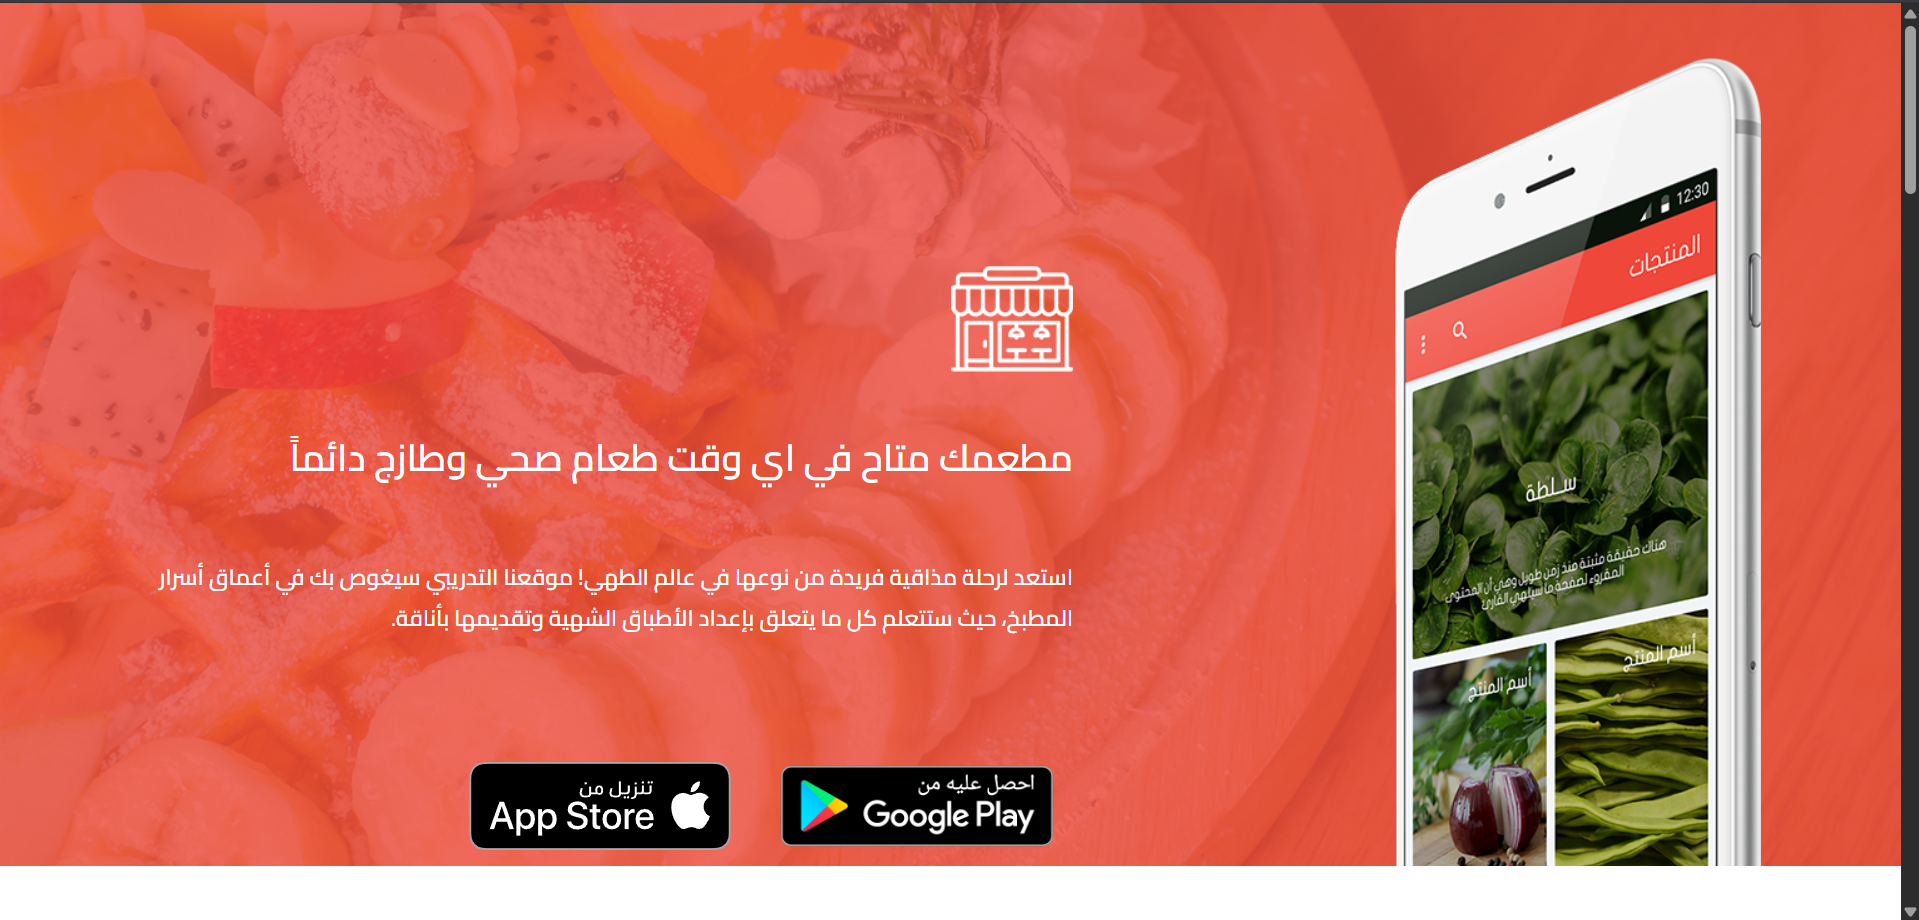 مطعمك متاح في اي وقت طعام صحي وطازج دائماً
استعد لرحلة مذاقية فريدة من نوعها في عالم الطهي! موقعنا التدريبي سيغوص بك في أعماق أسرار
المطبخ، حيث ستتعلم كل ما يتعلق بإعداد الأطباق الشهية وتقديمها بأناقة.
احصل عليه من
Google Play
تنزيل من
App Store
12:30
المنتجات
سلطة
هناك حقيقة مثبتة منذ زمن طويل وهي أن المحتوى
المقروء لصفحة ما سيلهي القارئ
أسم المنتج
أسم المنتج